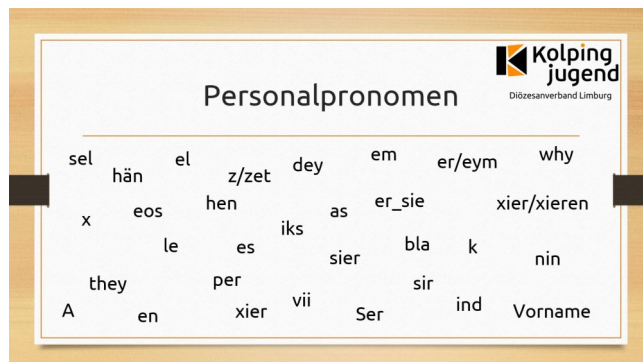 Kolping
jugend
Diözesanverband Limburg
Personalpronomen
sel hän el z/zet dey em er/eym why
x eos hen iks as er_sie xier/xieren
le es sier bla k nin
they per sir
A en xier vii Ser ind Vorname